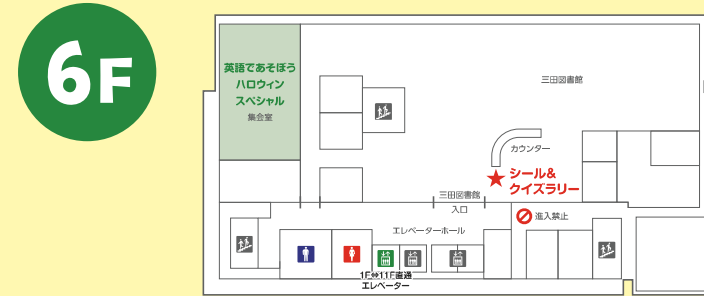 6F
英語であそぼう
ハロウィン
スペシャル
集会室
三田図書館
カウンター
シール&
クイズラリー
三田図書館
入口
進入禁止
エレベーターホール
1F⇔11F直通
エレベーター